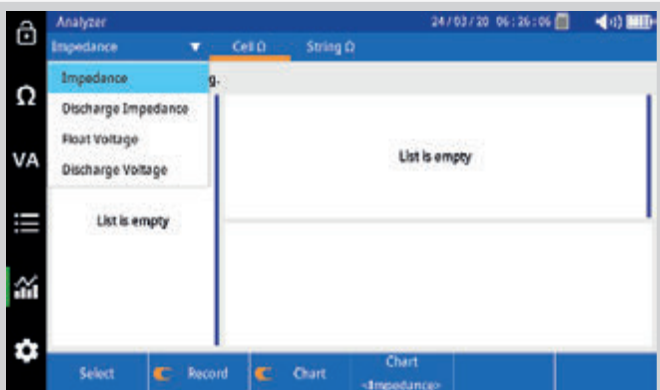 Analyzer 24/03/20 06:26:06
Impedance ▼ Cell Ω String Ω
Impedance
g.
Discharge Impedance
Float Voltage
Discharge Voltage
List is empty
Ω
VA
List is empty
Select Record Chart Chart
<Impedance>